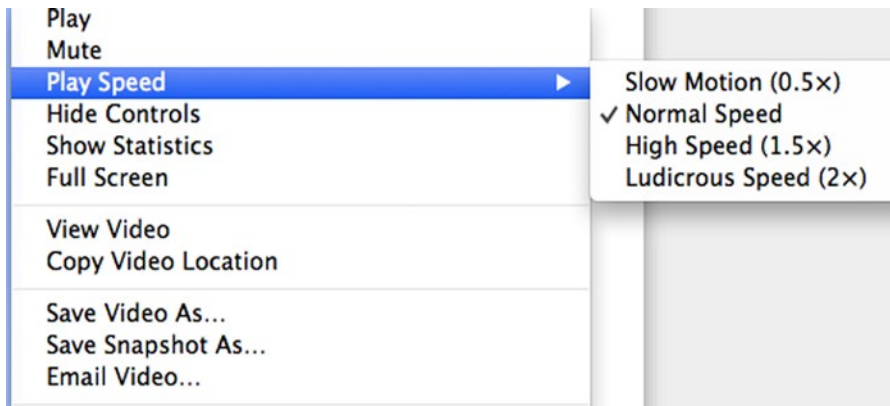 Play
Mute
Play Speed
Hide Controls
Show Statistics
Full Screen
View Video
Copy Video Location
Save Video As...
Save Snapshot As...
Email Video...
Slow Motion (0.5×)
✓ Normal Speed
High Speed (1.5×)
Ludicrous Speed (2×)